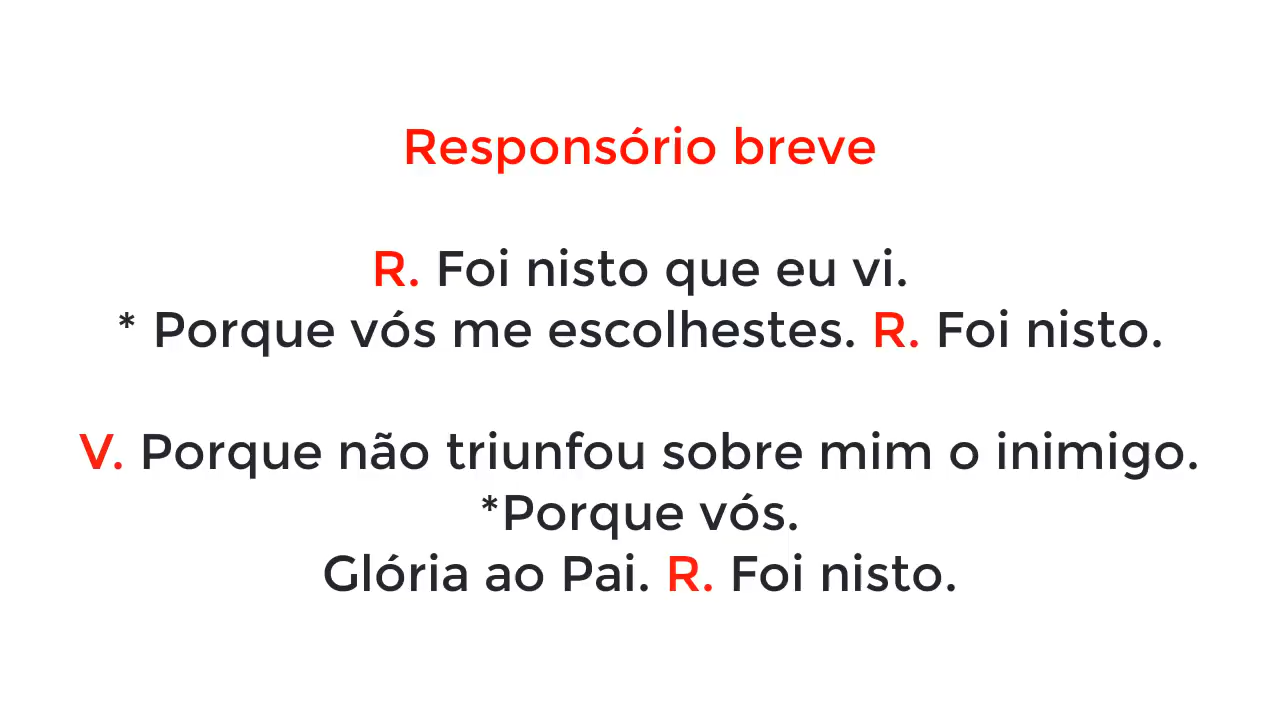 Responsório breve
R. Foi nisto que eu vi.
* Porque vós me escolhestes. R. Foi nisto.
V. Porque não triunfou sobre mim o inimigo.
*Porque vós.
Glória ao Pai. R. Foi nisto.